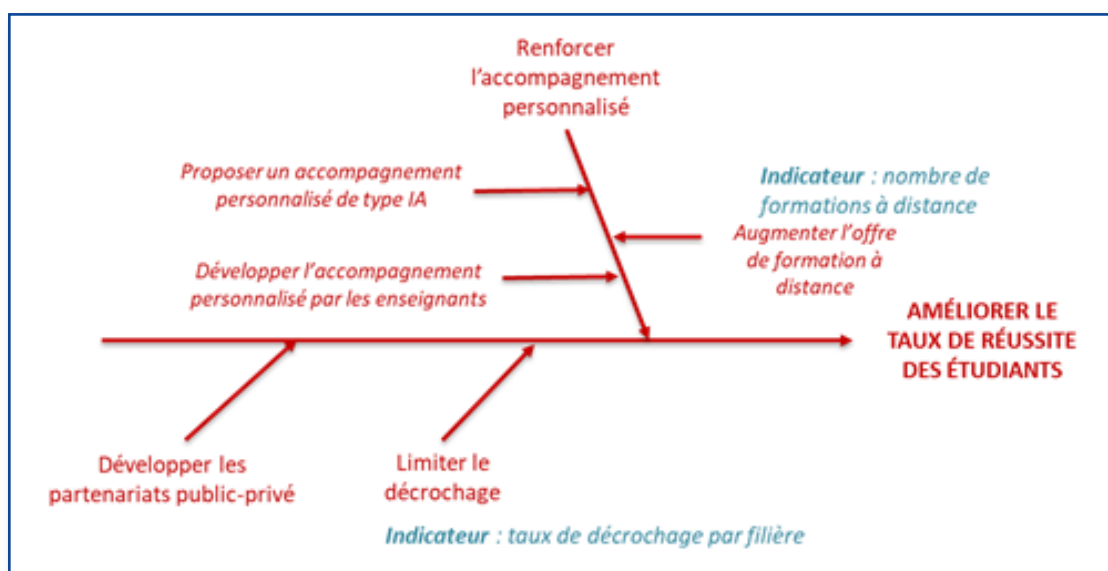 Renforcer
l’accompagnement
personnalisé
Proposer un accompagnement
personnalisé de type IA
Indicateur : nombre de
formations à distance
Augmenter l’offre
de formation à
distance
Développer l’accompagnement
personnalisé par les enseignants
AMÉLIORER LE
TAUX DE RÉUSSITE
DES ÉTUDIANTS
Développer les
partenariats public-privé
Limiter le
décrochage
Indicateur : taux de décrochage par filière